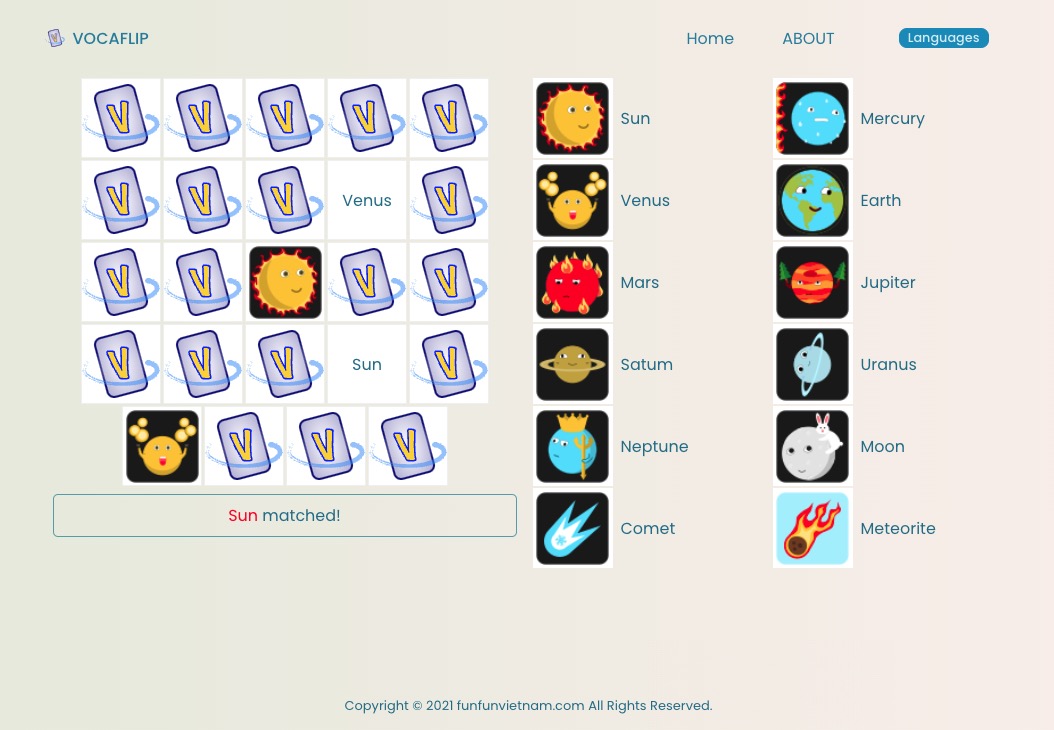 VOCAFLIP
Home
ABOUT
Languages
V V V V V
V V V Venus V
V V V V
V V V Sun V
V V V
Sun matched!
Sun
Mercury
Venus
Earth
Mars
Jupiter
Satum
Uranus
Neptune
Moon
Comet
Meteorite
Copyright © 2021 funfunvietnam.com All Rights Reserved.